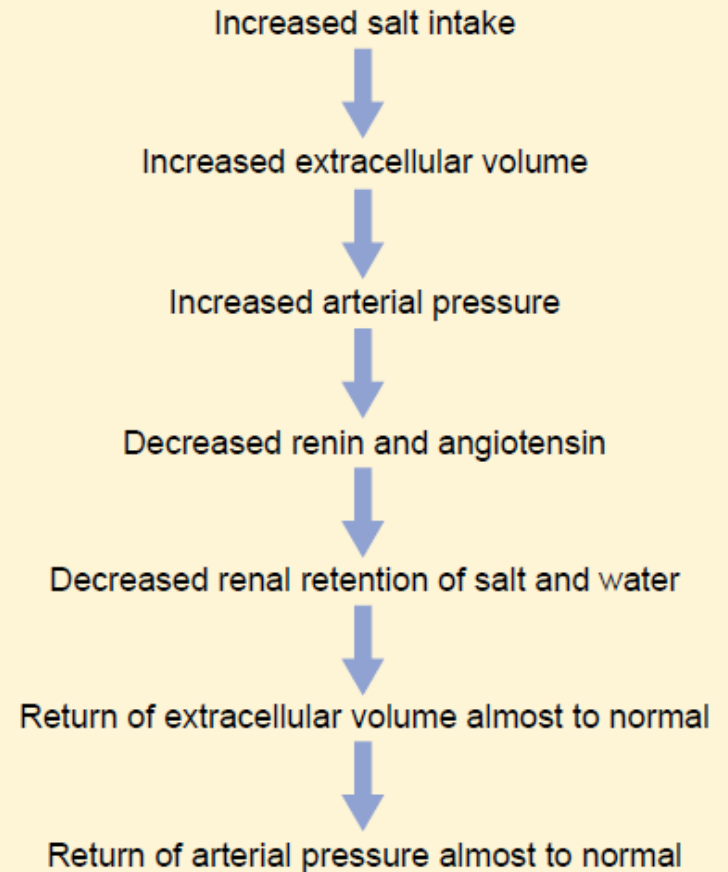 Increased salt intake
Increased extracellular volume
Increased arterial pressure
Decreased renin and angiotensin
Decreased renal retention of salt and water
Return of extracellular volume almost to normal
Return of arterial pressure almost to normal